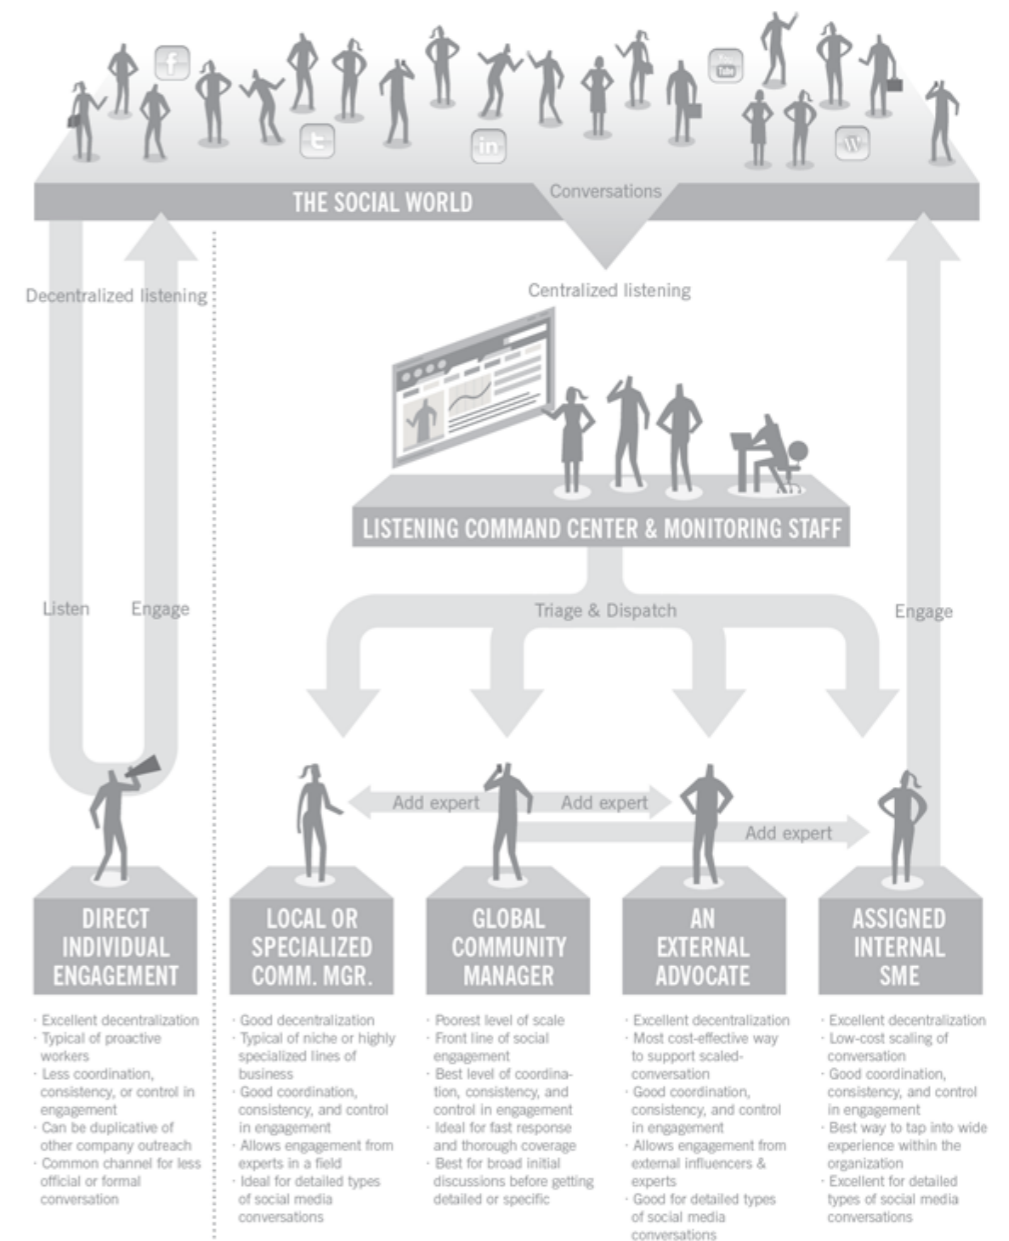 f
You
Tube
t
in
W
THE SOCIAL WORLD
Conversations
Decentralized listening
Centralized listening
LISTENING COMMAND CENTER & MONITORING STAFF
Listen
Engage
Triage & Dispatch
Engage
Add expert
Add expert
Add expert
DIRECT
INDIVIDUAL
ENGAGEMENT
· Excellent decentralization
· Typical of proactive
workers
· Less coordination,
consistency, or control in
engagement
· Can be duplicative of
other company outreach
· Common channel for less
official or formal
conversation
LOCAL OR
SPECIALIZED
COMM. MGR.
· Good decentralization
· Typical of niche or highly
specialized lines of
business
· Good coordination,
consistency, and control
in engagement
· Allows engagement from
experts in a field
· Ideal for detailed types
of social media
conversations
GLOBAL
COMMUNITY
MANAGER
· Poorest level of scale
· Front line of social
engagement
· Best level of coordina-
tion, consistency, and
control in engagement
· Ideal for fast response
and thorough coverage
· Best for broad initial
discussions before getting
detailed or specific
AN
EXTERNAL
ADVOCATE
· Excellent decentralization
· Most cost-effective way
to support scaled-
conversation
· Good coordination,
consistency, and control
in engagement
· Allows engagement from
external influencers &
experts
· Good for detailed types
of social media
conversations
ASSIGNED
INTERNAL
SME
· Excellent decentralization
· Low-cost scaling of
conversation
· Good coordination,
consistency, and control
in engagement
· Best way to tap into wide
experience within the
organization
· Excellent for detailed
types of social media
conversations